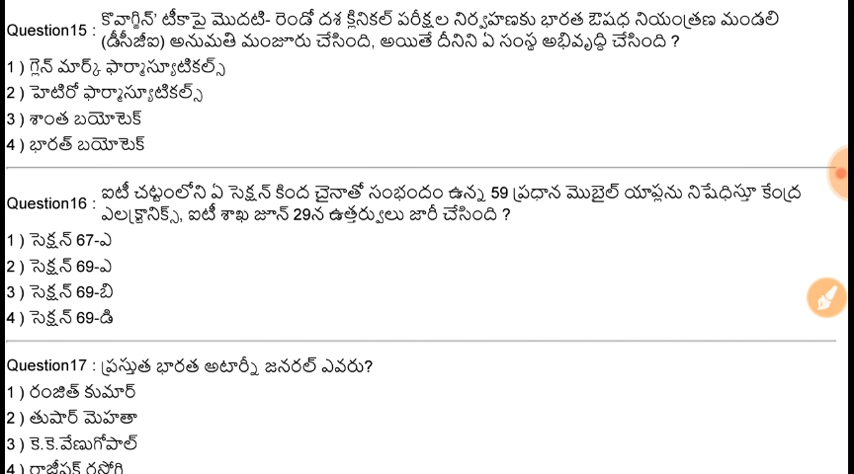 Question15 : కొవాగ్జిన్' టీకాపై మొదటి- రెండో దశ క్లినికల్ పరీక్షల నిర్వహణకు భారత ఔషధ నియంత్రణ మండలి
(డీసీజీఐ) అనుమతి మంజూరు చేసింది, అయితే దీనిని ఏ సంస్థ అభివృద్ధి చేసింది ?
1 ) గ్లెన్ మార్క్ ఫార్మాస్యూటికల్స్
2 ) హెటిరో ఫార్మాస్యూటికల్స్
3 ) శాంత బయోటెక్
4 ) భారత్ బయోటెక్
Question16 : ఐటీ చట్టంలోని ఏ సెక్షన్ కింద చైనాతో సంభందం ఉన్న 59 ప్రధాన మొబైల్ యాప్లను నిషేధిస్తూ కేంద్ర
ఎలక్ట్రానిక్స్, ఐటీ శాఖ జూన్ 29న ఉత్తర్వులు జారీ చేసింది ?
1 ) సెక్షన్ 67-ఎ
2 ) సెక్షన్ 69-ఎ
3 ) సెక్షన్ 69-బి
4 ) సెక్షన్ 69-డి
Question17 : ప్రస్తుత భారత అటార్నీ జనరల్ ఎవరు?
1 ) రంజిత్ కుమార్
2 ) తుషార్ మెహతా
3 ) కె.కె.వేణుగోపాల్
4 )